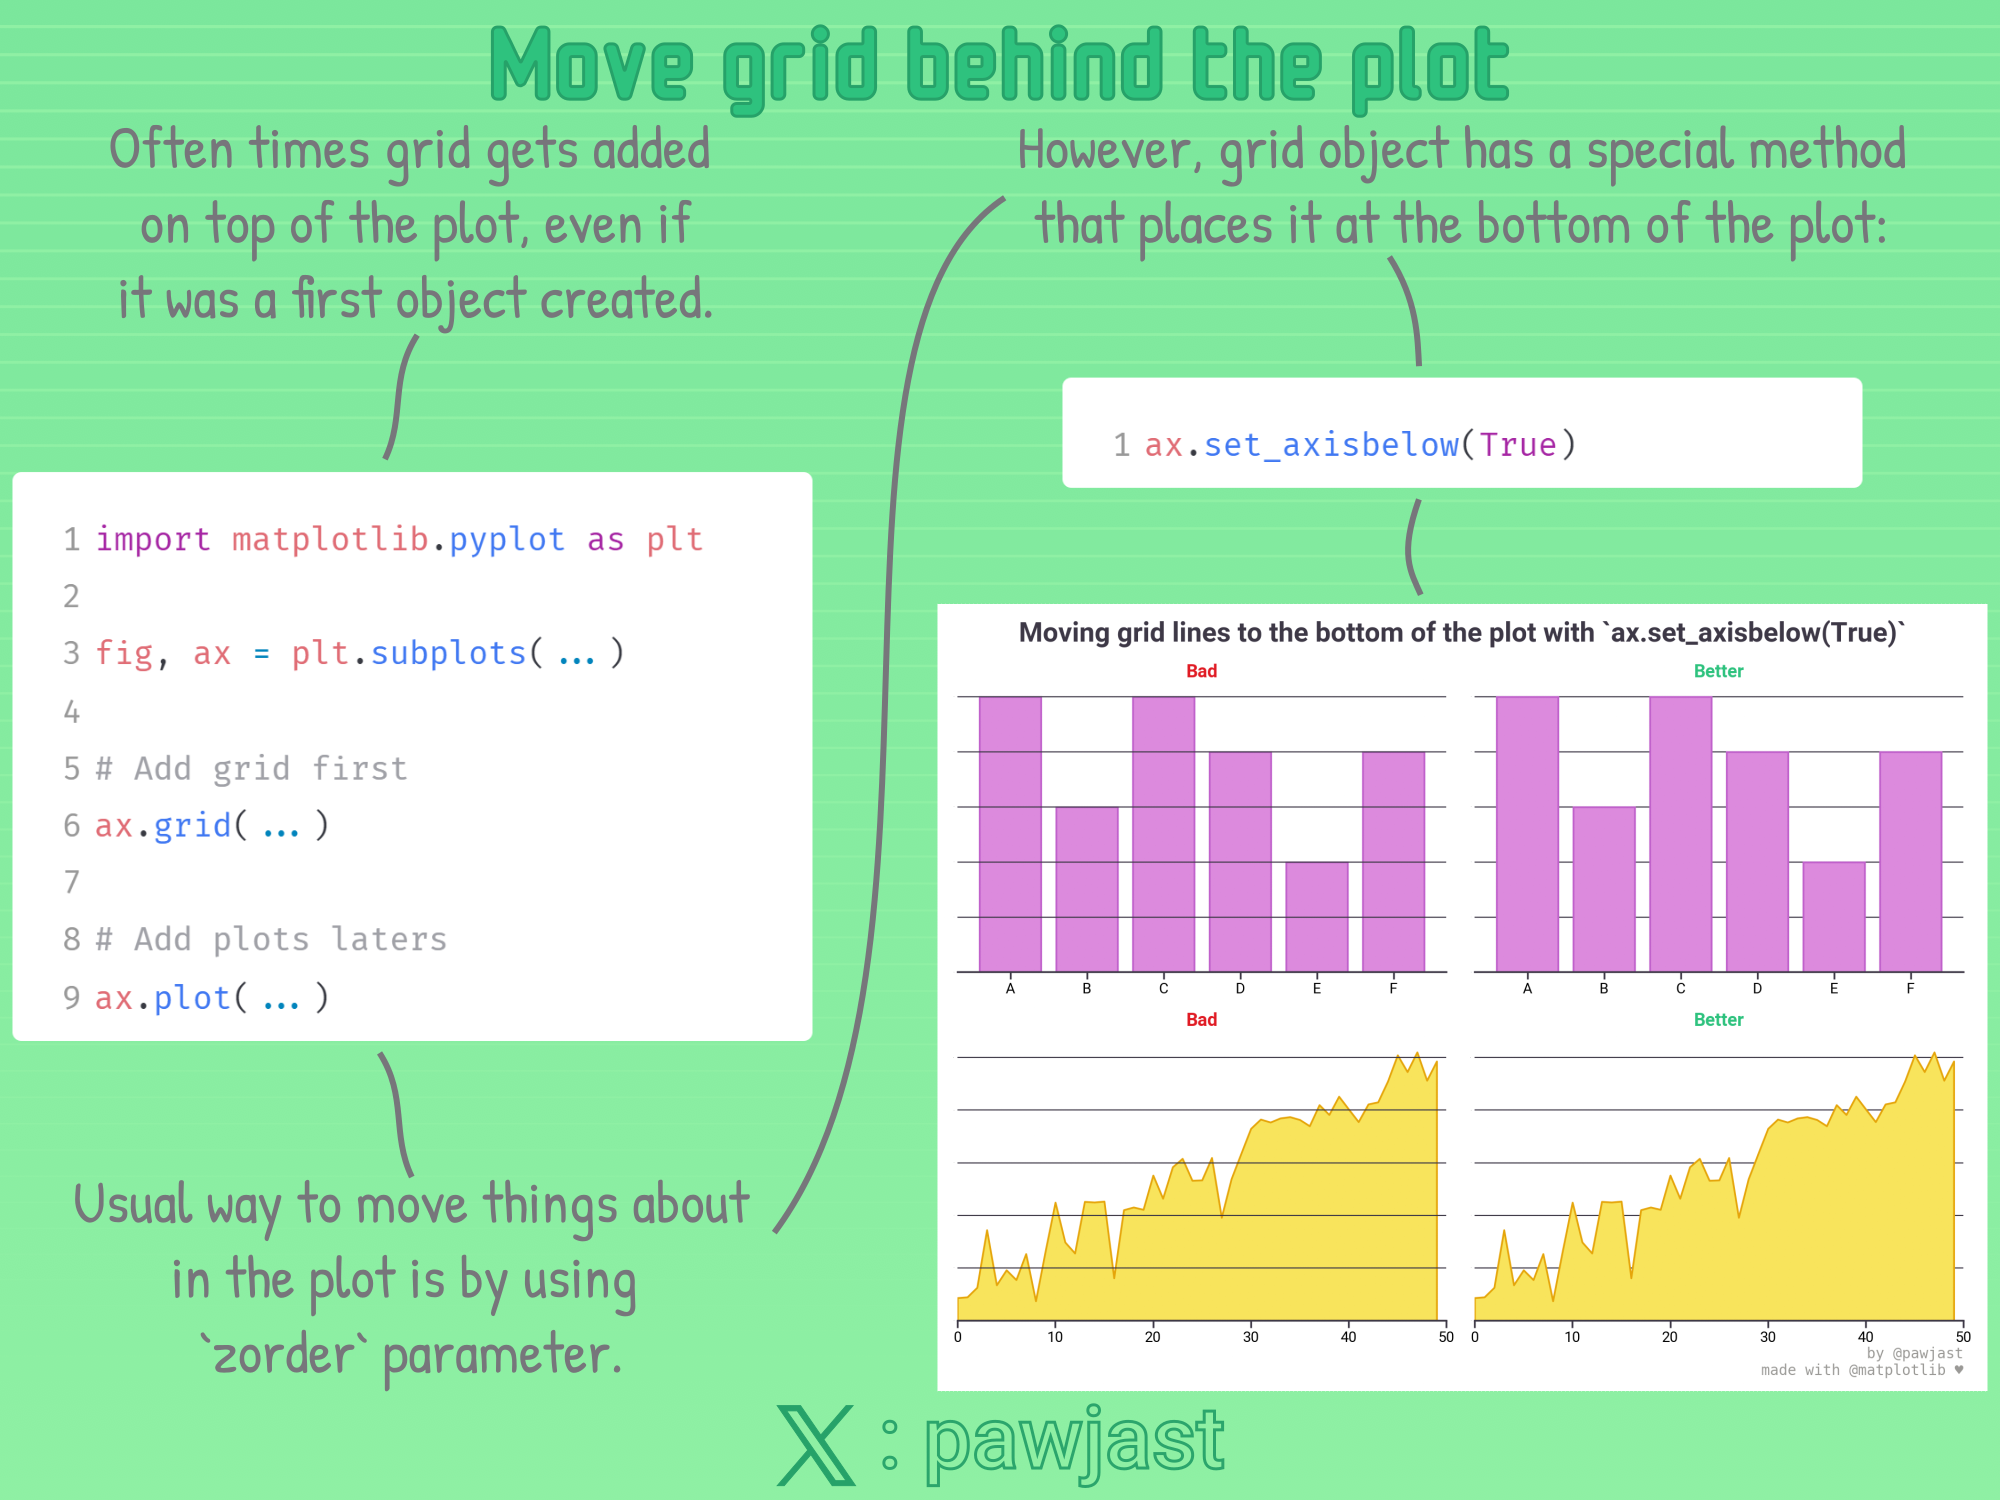 Move grid behind the plot
Often times grid gets added
on top of the plot, even if
it was a first object created.
1 import matplotlib.pyplot as plt
2
3 fig, ax = plt.subplots( ... )
4
5 # Add grid first
6 ax.grid( ... )
7
8 # Add plots laters
9 ax.plot( ... )
Usual way to move things about
in the plot is by using
`zorder` parameter.
However, grid object has a special method
that places it at the bottom of the plot:
1 ax.set_axisbelow(True)
Moving grid lines to the bottom of the plot with `ax.set_axisbelow(True)`
Bad
A B C D E F
Better
A B C D E F
Bad
0 10 20 30 40 50
Better
0 10 20 30 40 50
by @pawjast
made with @matplotlib ♥
𝕏 : pawjast